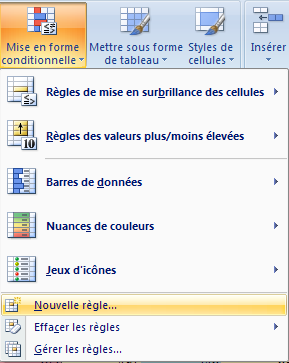 Mise en forme conditionnelle
Mettre sous forme de tableau
Styles de cellules
Insérer
Règles de mise en surbrillance des cellules
Règles des valeurs plus/moins élevées
10
Barres de données
Nuances de couleurs
Jeux d'icônes
Nouvelle règle...
Effacer les règles
Gérer les règles...